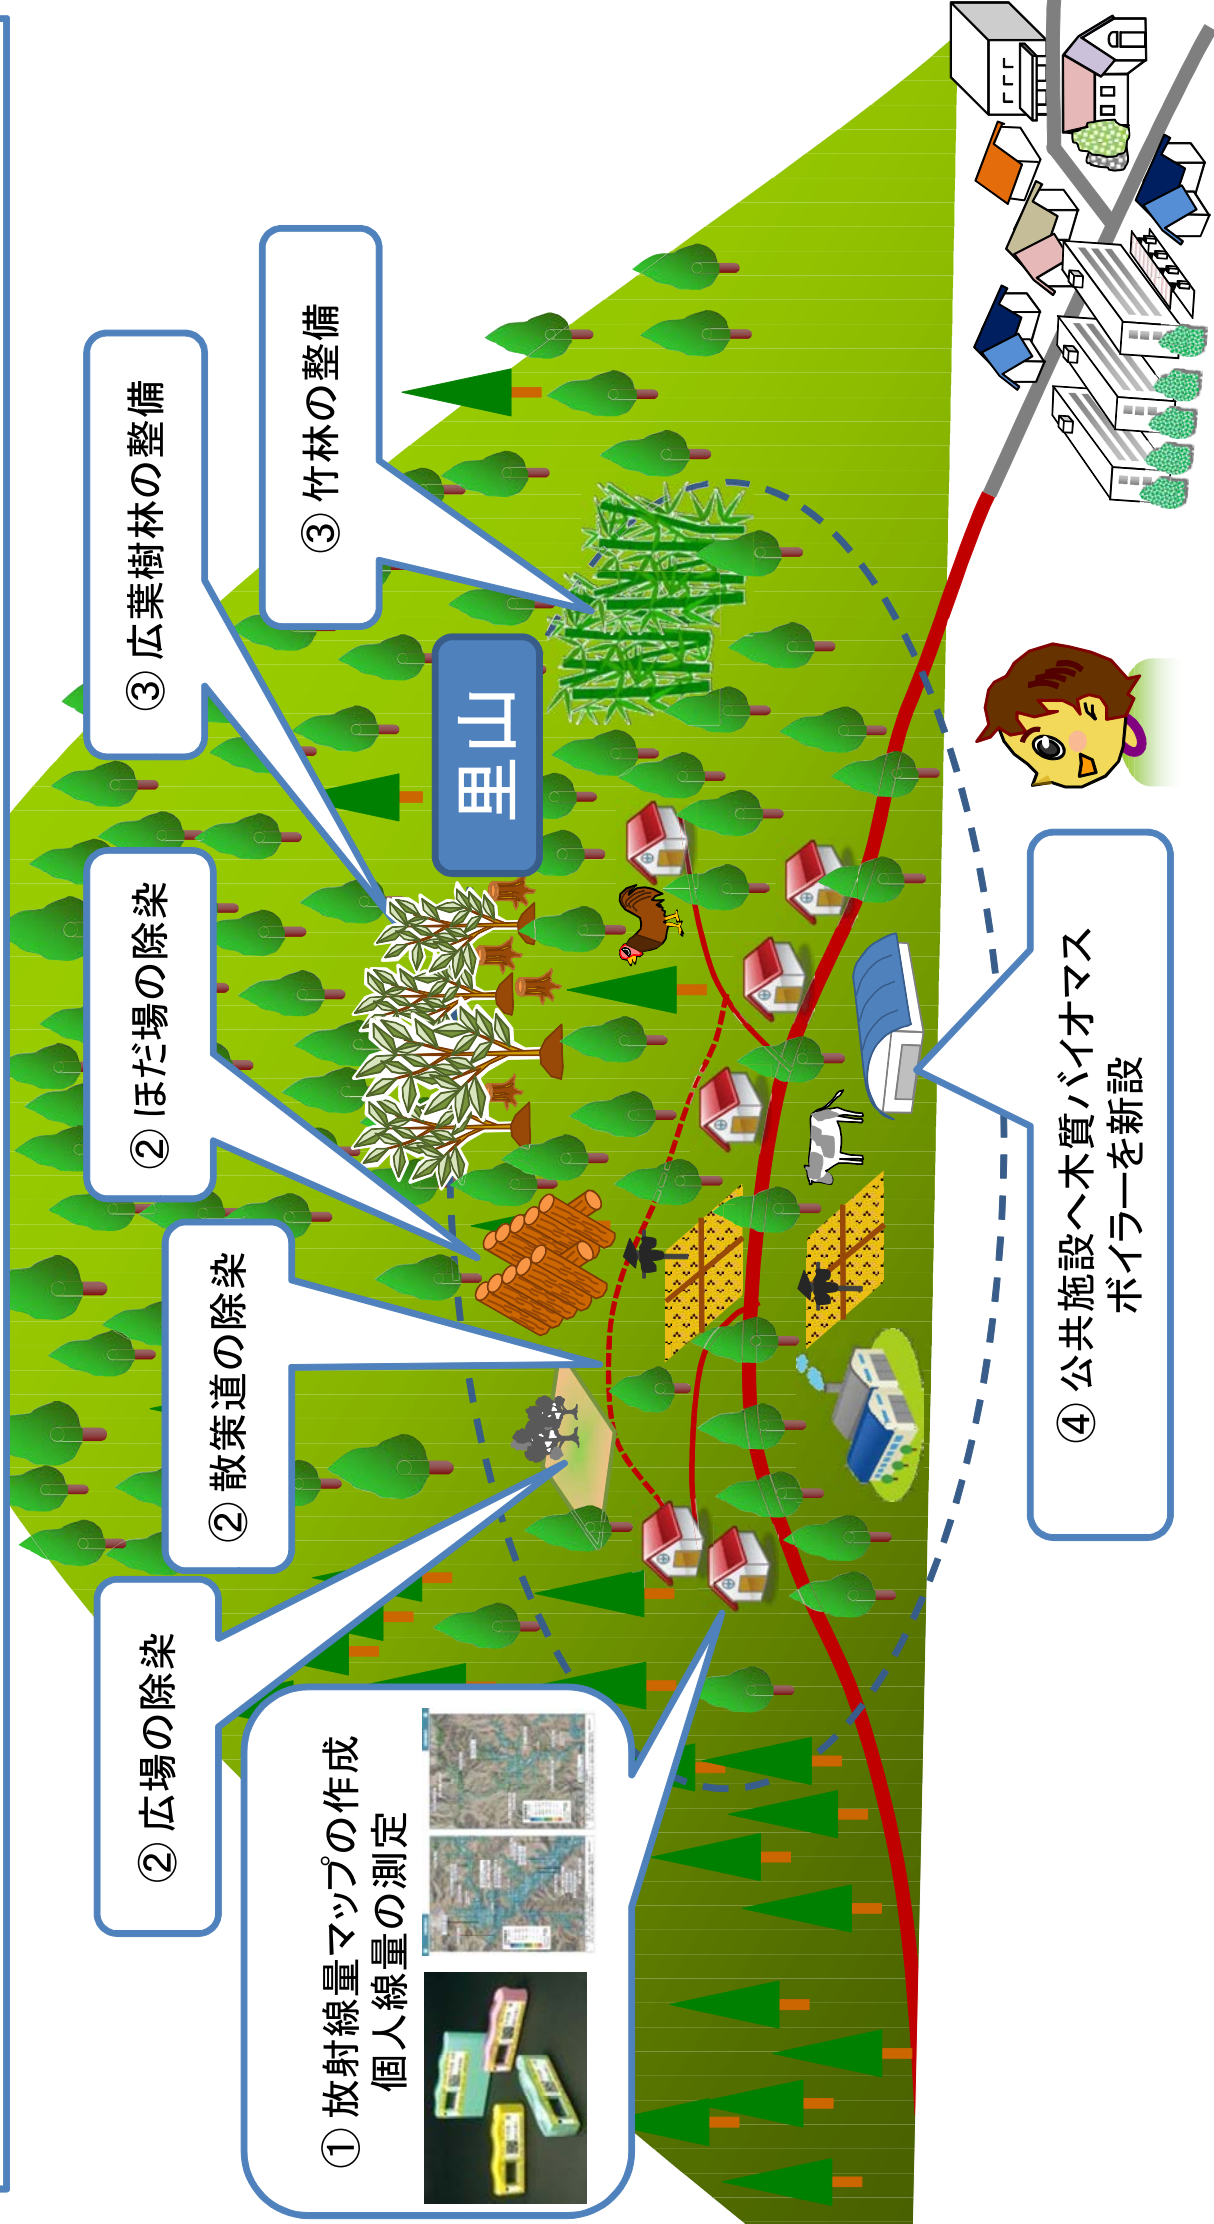 ② 広場の除染
② 散策道の除染
② ほだ場の除染
③ 広葉樹林の整備
③ 竹林の整備
里山
① 放射線量マップの作成
個人線量の測定
④ 公共施設へ木質バイオマス
ボイラーを新設